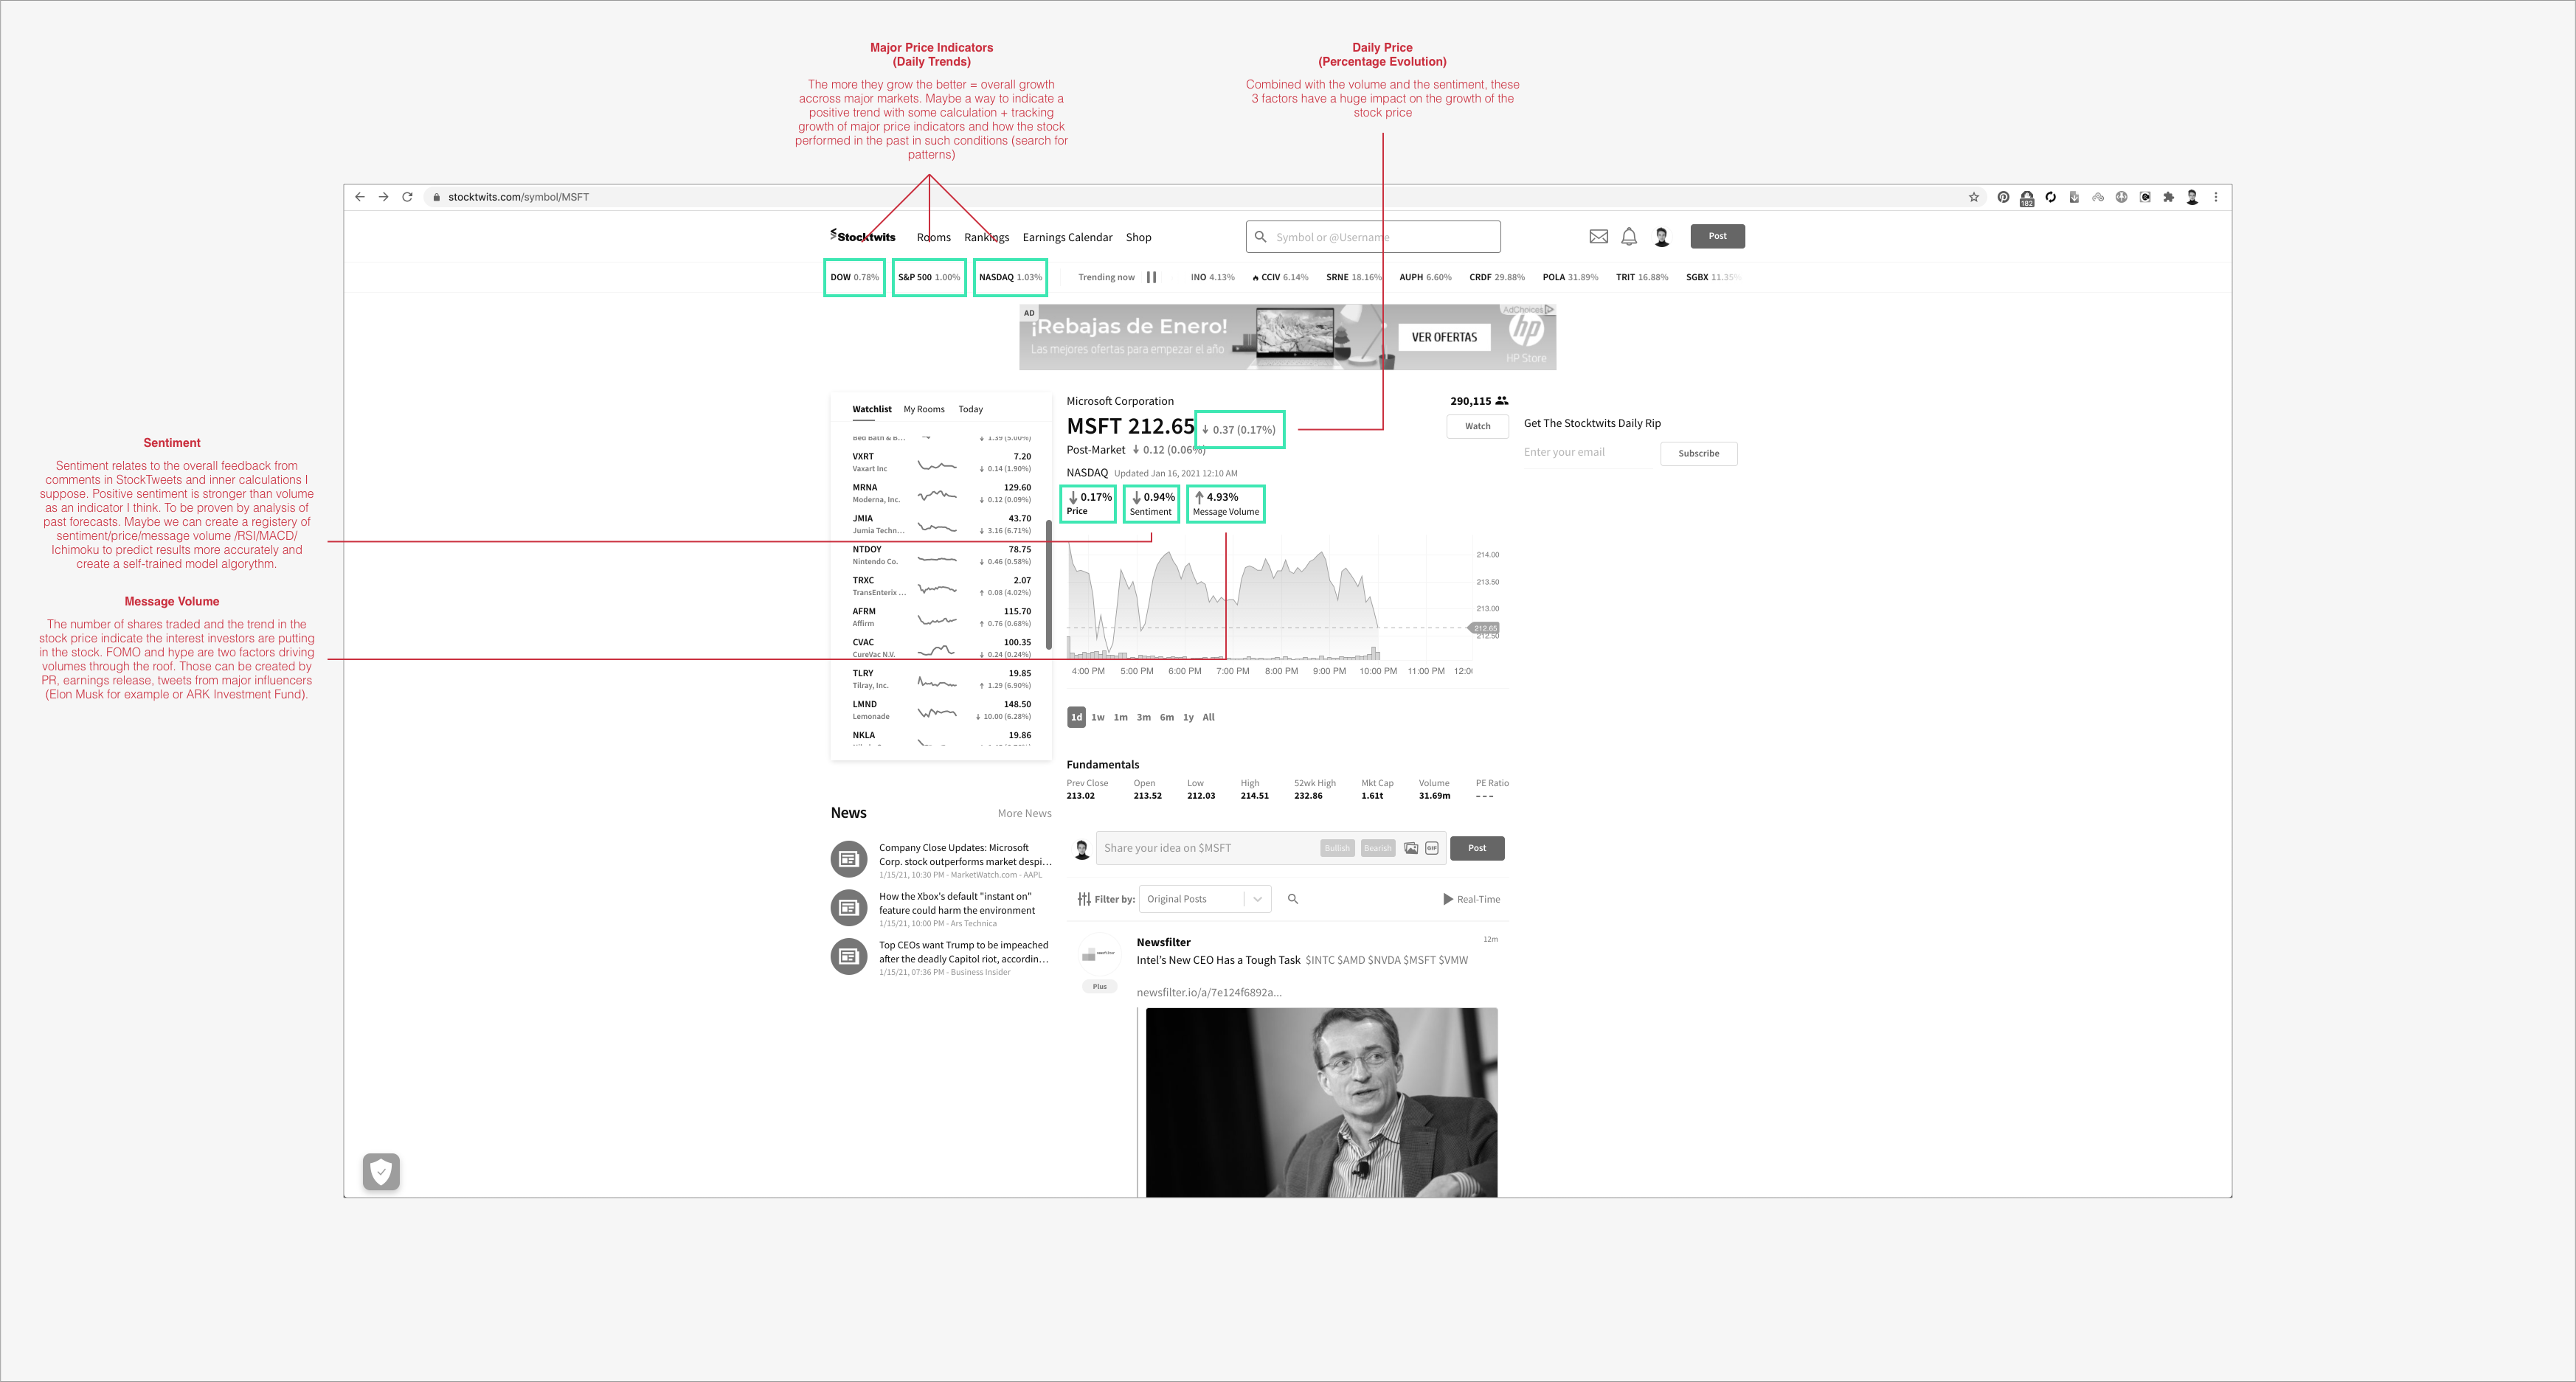 Major Price Indicators
(Daily Trends)
The more they grow the better = overall growth
accross major markets. Maybe a way to indicate a
positive trend with some calculation + tracking
growth of major price indicators and how the stock
performed in the past in such conditions (search for
patterns)
Daily Price
(Percentage Evolution)
Combined with the volume and the sentiment, these
3 factors have a huge impact on the growth of the
stock price
stocktwits.com/symbol/MSFT
182
Stocktwits
Rooms
Rankings
Earnings Calendar
Shop
Symbol or @Username
Post
DOW 0.78%
S&P 500 1.00%
NASDAQ 1.03%
Trending now
INO 4.13%
CCIV 6.14%
SRNE 18.16%
AUPH 6.60%
CRDF 29.88%
POLA 31.89%
TRIT 16.88%
SGBX 11.35%
AD
¡Rebajas de Enero!
Las mejores ofertas para empezar el año
VER OFERTAS
AdChoices
hp
HP Store
Sentiment
Sentiment relates to the overall feedback from
comments in StockTweets and inner calculations I
suppose. Positive sentiment is stronger than volume
as an indicator I think. To be proven by analysis of
past forecasts. Maybe we can create a registery of
sentiment/price/message volume /RSI/MACD/
Ichimoku to predict results more accurately and
create a self-trained model algorythm.
Message Volume
The number of shares traded and the trend in the
stock price indicate the interest investors are putting
in the stock. FOMO and hype are two factors driving
volumes through the roof. Those can be created by
PR, earnings release, tweets from major influencers
(Elon Musk for example or ARK Investment Fund).
Watchlist
My Rooms
Today
Bed Bath & B... ↓ 1.39 (5.00%)
VXRT 7.20
Vaxart Inc ↓ 0.14 (1.90%)
MRNA 129.60
Moderna, Inc. ↓ 0.12 (0.09%)
JMIA 43.70
Jumia Techn... ↓ 3.16 (6.71%)
NTDOY 78.75
Nintendo Co. ↓ 0.46 (0.58%)
TRXC 2.07
TransEnterix ... ↑ 0.08 (4.02%)
AFRM 115.70
Affirm ↑ 0.76 (0.68%)
CVAC 100.35
CureVac N.V. ↓ 0.24 (0.24%)
TLRY 19.85
Tilray, Inc. ↑ 1.29 (6.90%)
LMND 148.50
Lemonade ↓ 10.00 (6.28%)
NKLA 19.86
News
More News
Company Close Updates: Microsoft
Corp. stock outperforms market despi...
1/15/21, 10:30 PM - MarketWatch.com - AAPL
How the Xbox's default "instant on"
feature could harm the environment
1/15/21, 10:00 PM - Ars Technica
Top CEOs want Trump to be impeached
after the deadly Capitol riot, accordin...
1/15/21, 07:36 PM - Business Insider
Microsoft Corporation
MSFT 212.65 ↓ 0.37 (0.17%)
Post-Market ↓ 0.12 (0.06%)
NASDAQ Updated Jan 16, 2021 12:10 AM
↓ 0.17%
Price
↓ 0.94%
Sentiment
↑ 4.93%
Message Volume
290,115
Watch
Get The Stocktwits Daily Rip
Enter your email
Subscribe
214.00
213.50
213.00
212.65
212.50
4:00 PM 5:00 PM 6:00 PM 7:00 PM 8:00 PM 9:00 PM 10:00 PM 11:00 PM 12:0
1d 1w 1m 3m 6m 1y All
Fundamentals
Prev Close Open Low High 52wk High Mkt Cap Volume PE Ratio
213.02 213.52 212.03 214.51 232.86 1.61t 31.69m ---
Share your idea on $MSFT
Bullish
Bearish
GIF
Post
Filter by:
Original Posts
Real-Time
Newsfilter
12m
Intel's New CEO Has a Tough Task $INTC $AMD $NVDA $MSFT $VMW
Plus
newsfilter.io/a/7e124f6892a...